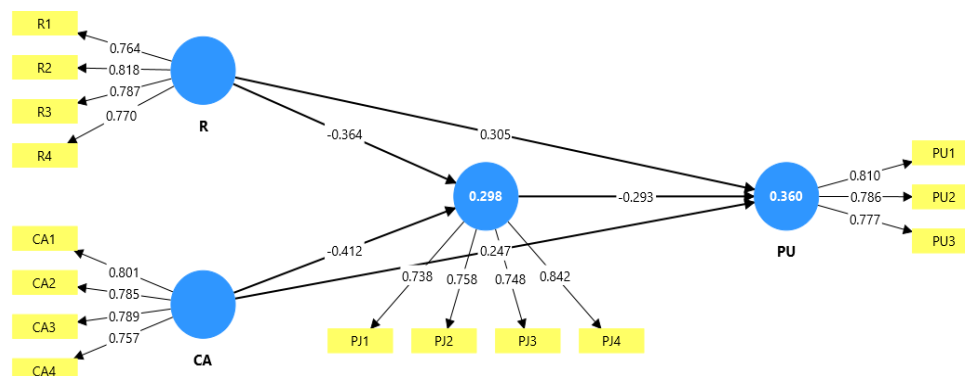 R1
R2
R3
R4
0.764
0.818
0.787
0.770
R
-0.364
0.305
0.298
-0.293
0.360
PU
0.810
0.786
0.777
PU1
PU2
PU3
CA1
CA2
CA3
CA4
0.801
0.785
0.789
0.757
CA
-0.412
0.247
0.738
0.758
0.748
0.842
PJ1
PJ2
PJ3
PJ4